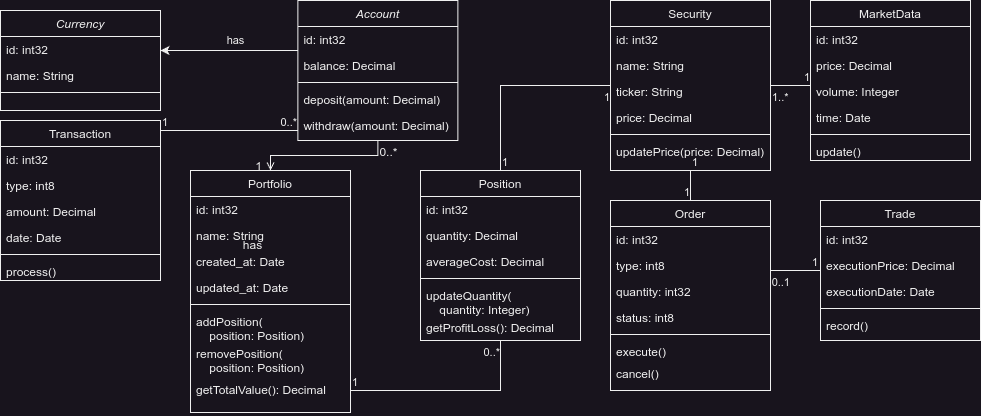 Currency
id: int32
name: String
has
Account
id: int32
balance: Decimal
deposit(amount: Decimal)
withdraw(amount: Decimal)
Transaction
id: int32
type: int8
amount: Decimal
date: Date
process()
1
0..*
0..*
1
Portfolio
id: int32
name: String
has
created_at: Date
updated_at: Date
addPosition(
position: Position)
removePosition(
position: Position)
getTotalValue(): Decimal
1
0..*
Position
id: int32
quantity: Decimal
averageCost: Decimal
updateQuantity(
quantity: Integer)
getProfitLoss(): Decimal
1
1
Security
id: int32
name: String
ticker: String
price: Decimal
updatePrice(price: Decimal)
1
1
1..*
1
MarketData
id: int32
price: Decimal
volume: Integer
time: Date
update()
Order
id: int32
type: int8
quantity: int32
status: int8
execute()
cancel()
0..1
1
Trade
id: int32
executionPrice: Decimal
executionDate: Date
record()